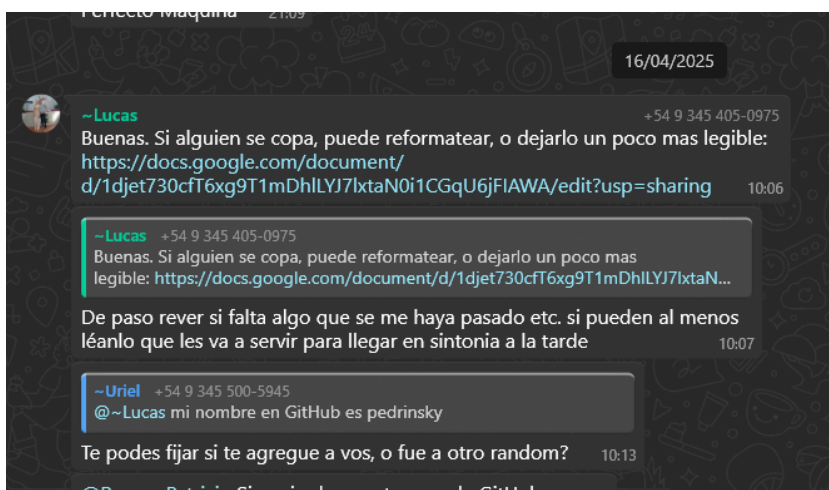 Perfecto Maquina 21:09
16/04/2025
~Lucas +54 9 345 405-0975
Buenas. Si alguien se copa, puede reformatear, o dejarlo un poco mas legible:
https://docs.google.com/document/
d/1djet730cfT6xg9T1mDhlLYJ7lxtaN0i1CGqU6jFIAWA/edit?usp=sharing 10:06
~Lucas +54 9 345 405-0975
Buenas. Si alguien se copa, puede reformatear, o dejarlo un poco mas
legible: https://docs.google.com/document/d/1djet730cfT6xg9T1mDhlLYJ7lxtaN...
De paso rever si falta algo que se me haya pasado etc. si pueden al menos
léanlo que les va a servir para llegar en sintonia a la tarde 10:07
~Uriel +54 9 345 500-5945
@~Lucas mi nombre en GitHub es pedrinsky
Te podes fijar si te agregue a vos, o fue a otro random? 10:13